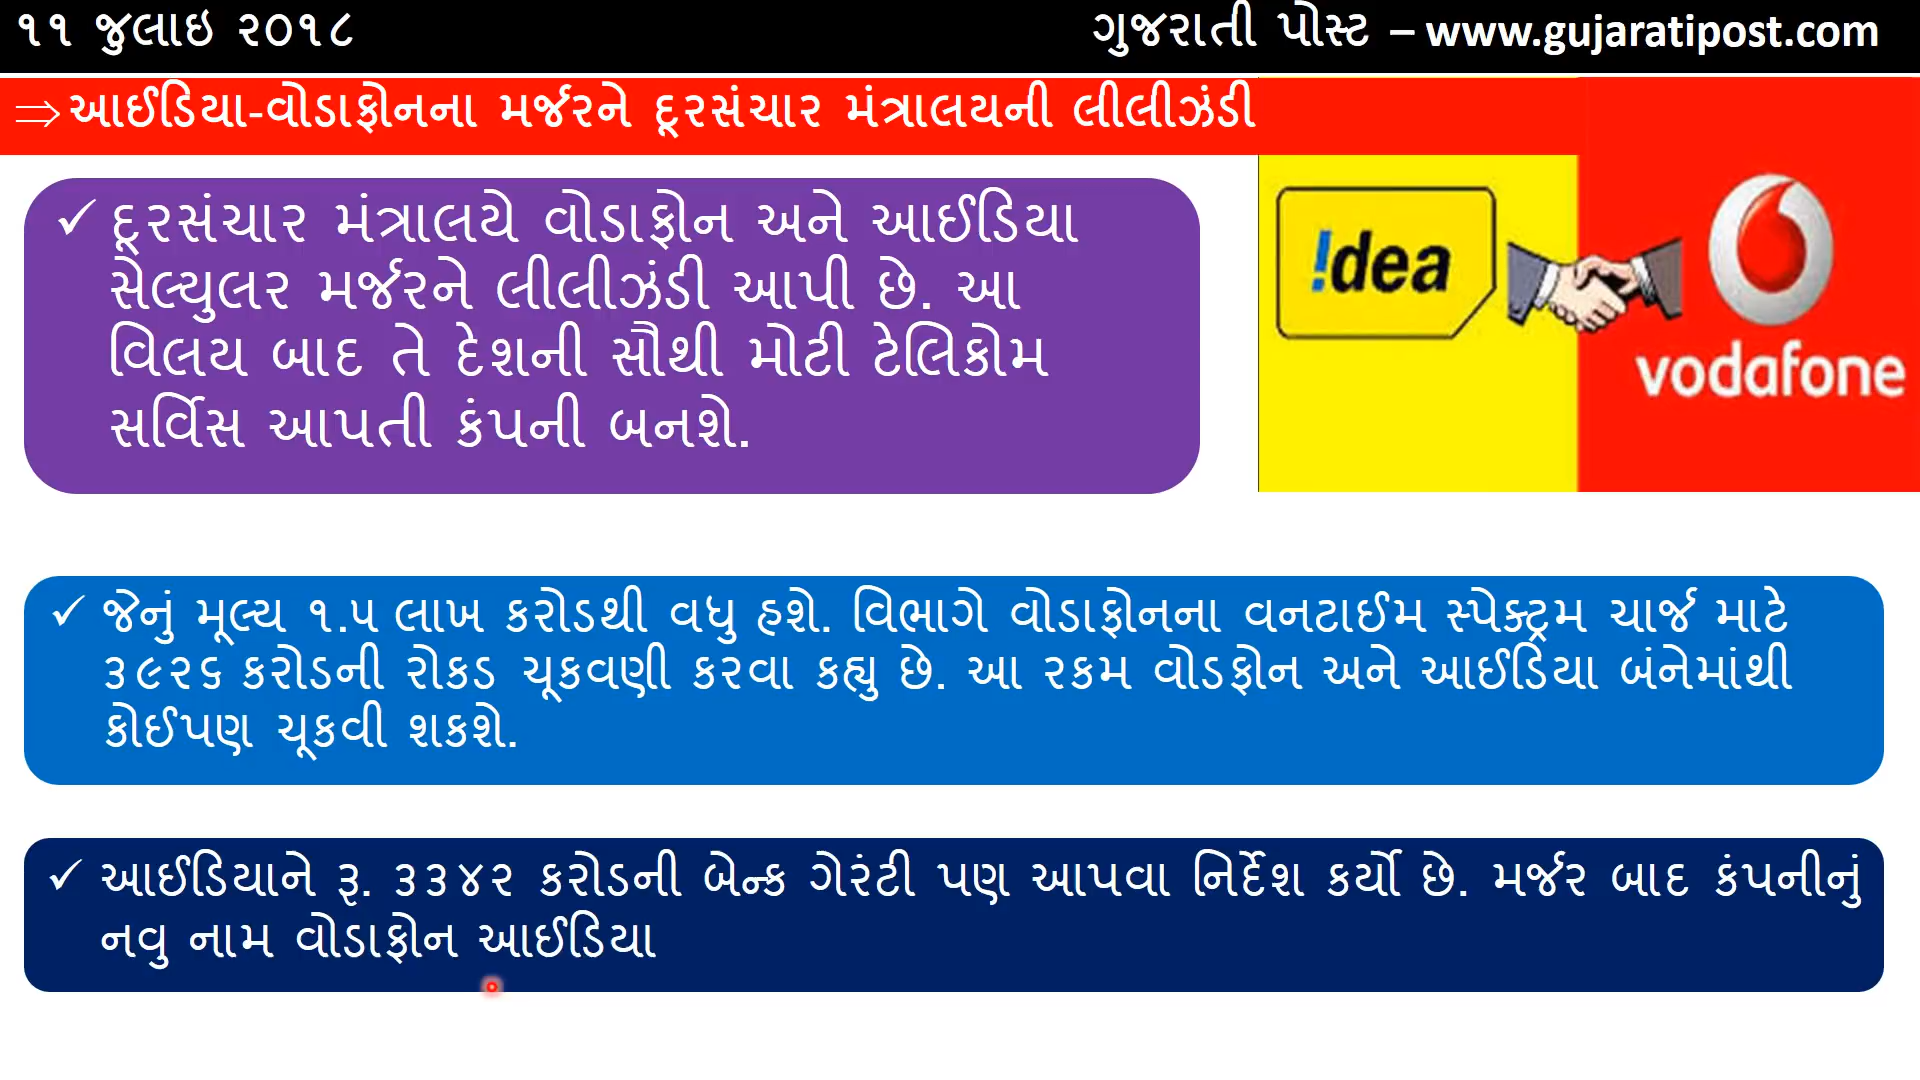 ૧૧ જુલાઇ ૨૦૧૮
ગુજરાતી પોસ્ટ – www.gujaratipost.com
⇒આઈડિયા-વોડાફોનના મર્જરને દૂરસંચાર મંત્રાલયની લીલીઝંડી
✓ દૂરસંચાર મંત્રાલયે વોડાફોન અને આઈડિયા
સેલ્યુલર મર્જરને લીલીઝંડી આપી છે. આ
વિલય બાદ તે દેશની સૌથી મોટી ટેલિકોમ
સર્વિસ આપતી કંપની બનશે.
!dea
vodafone
✓ જેનું મૂલ્ય ૧.૫ લાખ કરોડથી વધુ હશે. વિભાગે વોડાફોનના વનટાઈમ સ્પેક્ટ્રમ ચાર્જ માટે
૩૯૨૬ કરોડની રોકડ ચૂકવણી કરવા કહ્યુ છે. આ રકમ વોડફોન અને આઈડિયા બંનેમાંથી
કોઈપણ ચૂકવી શકશે.
✓ આઈડિયાને રૂ. ૩૩૪૨ કરોડની બેન્ક ગેરંટી પણ આપવા નિર્દેશ કર્યો છે. મર્જર બાદ કંપનીનું
નવુ નામ વોડાફોન આઈડિયા